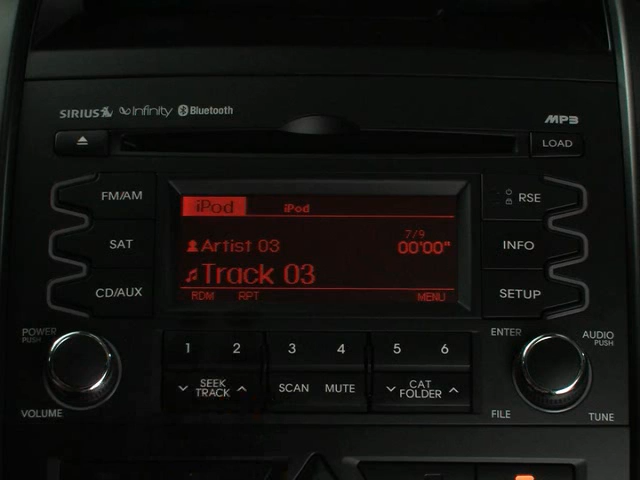 SIRIUS Infinity Bluetooth
MP3
LOAD
FM/AM
RSE
iPod iPod
SAT
INFO
7/9
Artist 03 00'00"
Track 03
CD/AUX
SETUP
RDM RPT MENU
POWER
PUSH
ENTER
AUDIO
PUSH
1 2 3 4 5 6
SEEK
TRACK
SCAN MUTE
CAT
FOLDER
VOLUME
FILE
TUNE